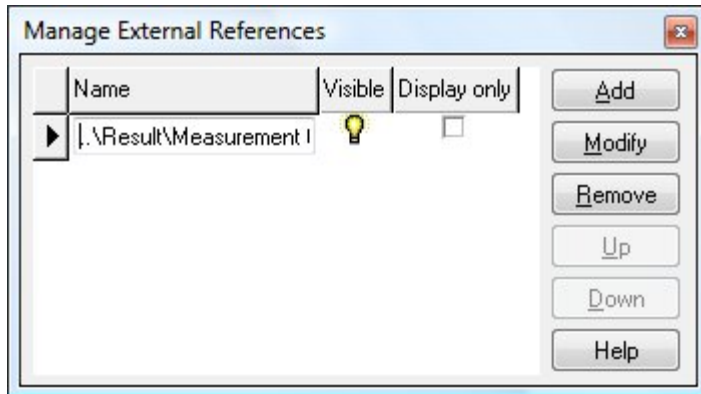 Manage External References
Name Visible Display only
.\Result\Measurement
Add
Modify
Remove
Up
Down
Help